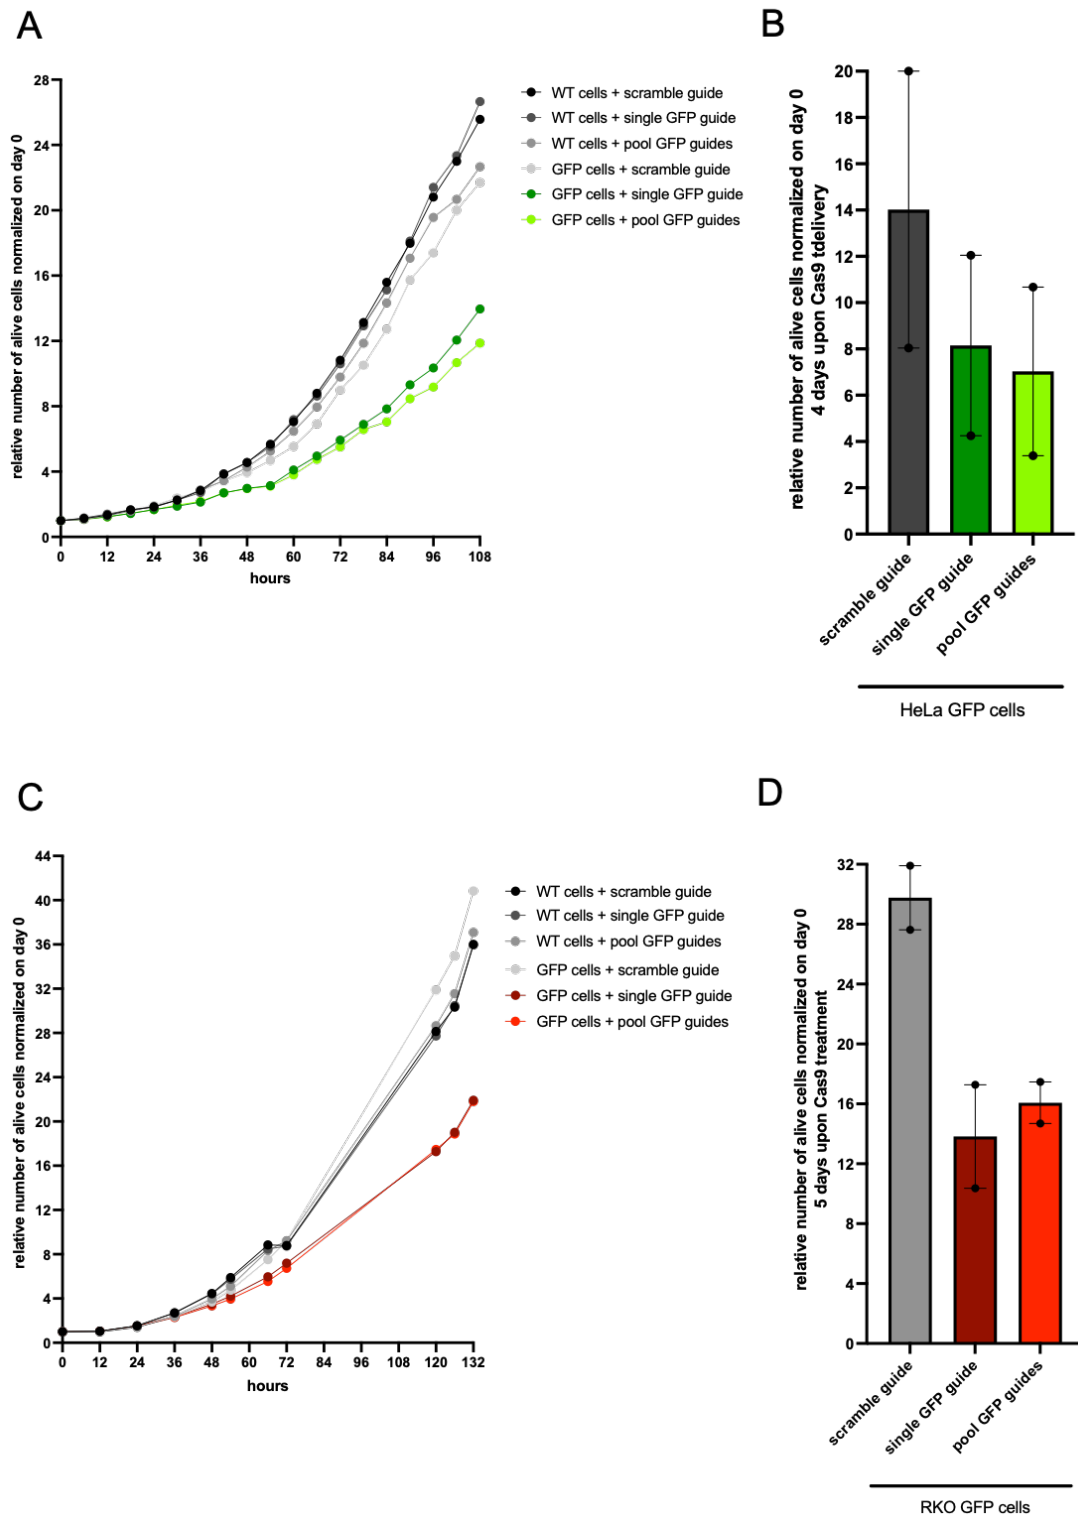 A
relative number of alive cells normalized on day 0
28
24
20
16
12
8
4
0
0 12 24 36 48 60 72 84 96 108
hours
WT cells + scramble guide
WT cells + single GFP guide
WT cells + pool GFP guides
GFP cells + scramble guide
GFP cells + single GFP guide
GFP cells + pool GFP guides
B
relative number of alive cells normalized on day 0
4 days upon Cas9 tdelivery
20
18
16
14
12
10
8
6
4
2
0
scramble guide
single GFP guide
pool GFP guides
HeLa GFP cells
C
relative number of alive cells normalized on day 0
44
40
36
32
28
24
20
16
12
8
4
0
0 12 24 36 48 60 72 84 96 108 120 132
hours
WT cells + scramble guide
WT cells + single GFP guide
WT cells + pool GFP guides
GFP cells + scramble guide
GFP cells + single GFP guide
GFP cells + pool GFP guides
D
relative number of alive cells normalized on day 0
5 days upon Cas9 treatment
32
28
24
20
16
12
8
4
0
scramble guide
single GFP guide
pool GFP guides
RKO GFP cells